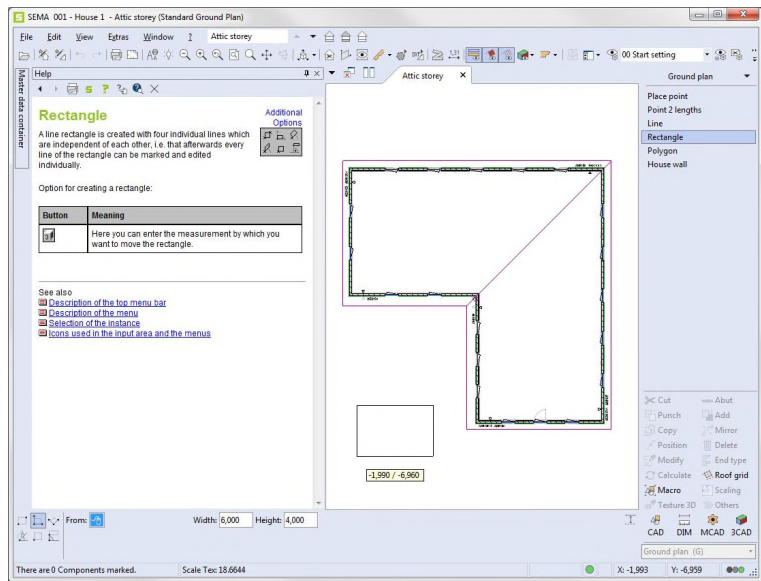 SEMA 001 - House 1 - Attic storey (Standard Ground Plan)
File Edit View Extras Window ? Attic storey
00 Start setting
Help
Attic storey X
Ground plan
Master data container
Rectangle
Additional Options
A line rectangle is created with four individual lines which
are independent of each other, i.e. that afterwards every
line of the rectangle can be marked and edited
individually.
Option for creating a rectangle:
Button Meaning
Here you can enter the measurement by which you
want to move the rectangle.
See also
Description of the top menu bar
Description of the menu
Selection of the instance
Icons used in the input area and the menus
-1,990 / -6,960
Place point
Point 2 lengths
Line
Rectangle
Polygon
House wall
Cut Abut
Punch Add
Copy Mirror
Position Delete
Modify End type
Calculate Roof grid
Macro Scaling
Texture 3D Others
From: Width: 6,000 Height: 4,000
CAD DIM MCAD 3CAD
Ground plan (G)
There are 0 Components marked. Scale Tex: 18.6644 X: -1,993 Y: -6,959